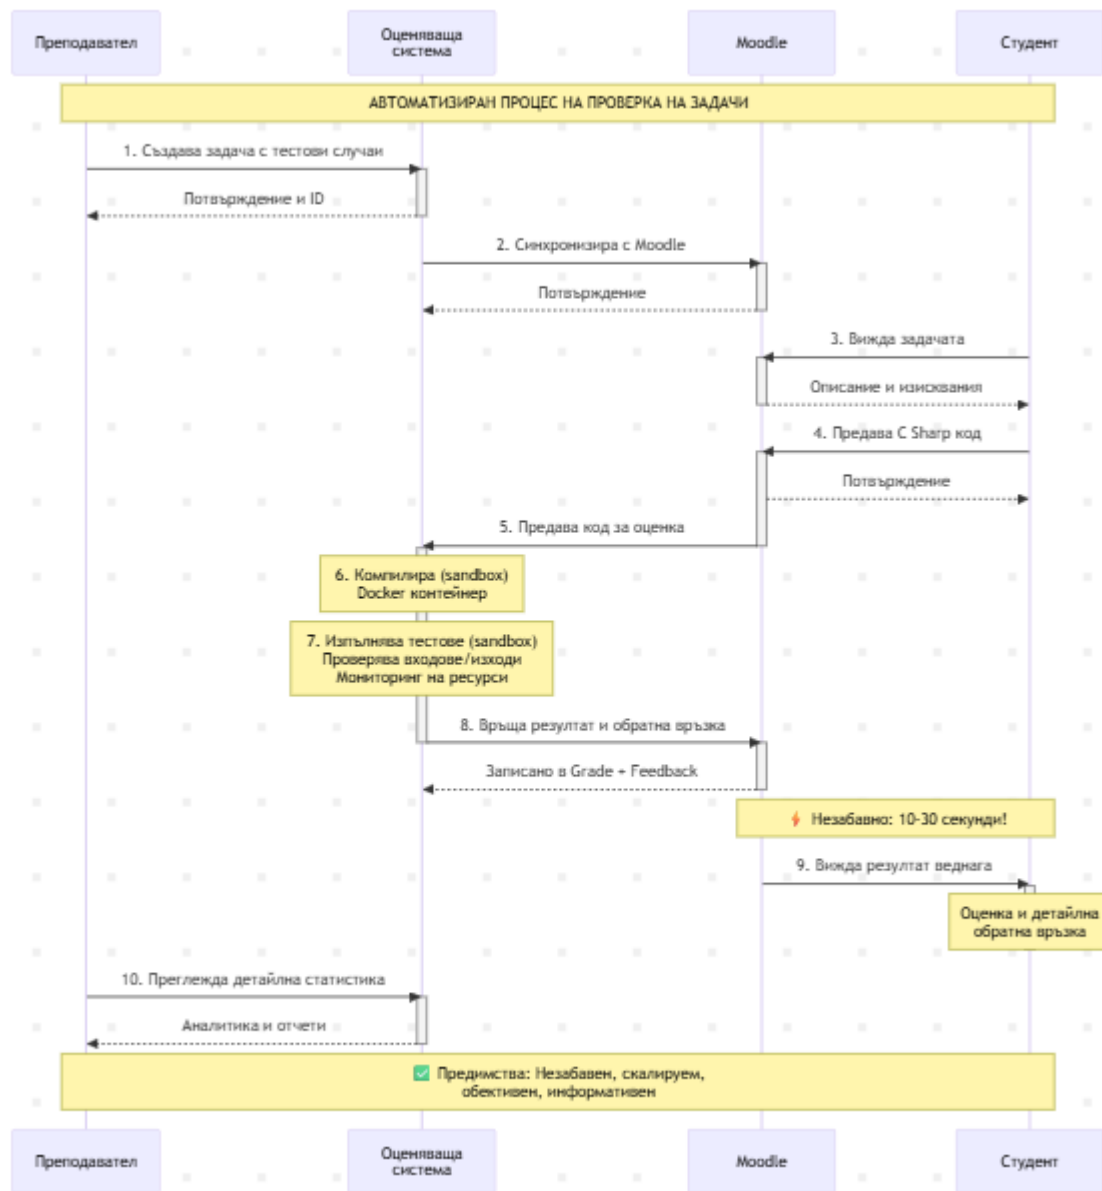 Преподавател
Оценяваща
система
Moodle
Студент
АВТОМАТИЗИРАН ПРОЦЕС НА ПРОВЕРКА НА ЗАДАЧИ
1. Създава задача с тестови случаи
Потвърждение и ID
2. Синхронизира с Moodle
Потвърждение
3. Вижда задачата
Описание и изисквания
4. Предава C Sharp код
Потвърждение
5. Предава код за оценка
6. Компилира (sandbox)
Docker контейнер
7. Изпълнява тестове (sandbox)
Проверява входове/изходи
Мониторинг на ресурси
8. Връща резултат и обратна връзка
Записано в Grade + Feedback
⚡ Незабавно: 10-30 секунди!
9. Вижда резултат веднага
Оценка и детайлна
обратна връзка
10. Преглежда детайлна статистика
Аналитика и отчети
✅ Предимства: Незабавен, скалируем,
обективен, информативен
Преподавател
Оценяваща
система
Moodle
Студент